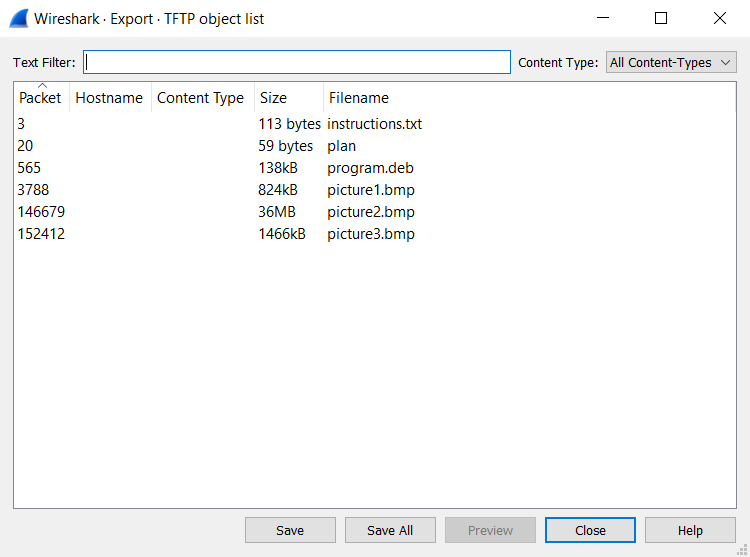 Wireshark · Export · TFTP object list
Text Filter: Content Type: All Content-Types
Packet Hostname Content Type Size Filename
3 113 bytes instructions.txt
20 59 bytes plan
565 138kB program.deb
3788 824kB picture1.bmp
146679 36MB picture2.bmp
152412 1466kB picture3.bmp
Save Save All Preview Close Help